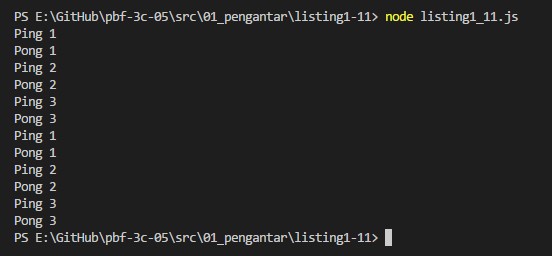 PS E:\GitHub\pbf-3c-05\src\01_pengantar\listing1-11> node listing1_11.js
Ping 1
Pong 1
Ping 2
Pong 2
Ping 3
Pong 3
Ping 1
Pong 1
Ping 2
Pong 2
Ping 3
Pong 3
PS E:\GitHub\pbf-3c-05\src\01_pengantar\listing1-11>